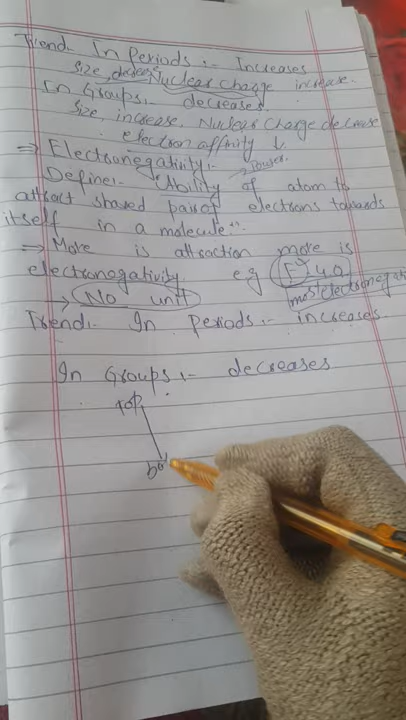 Trend- In Periods :- Increases
Size, decreases Nuclear Charge increase.
In Groups:- decreases.
Size, increase, Nuclear Charge decrease
electron affinity ↓
⇒ Electronegativity:-
Power.
Define:- Ability of atom to
attract shared pair of electrons towards
itself in a molecule."
⇒ More is attraction more is
electronegativity. eg F 4.0
→ No unit most electronegati
Trend:- In Periods :- increases.
In Groups :- decreases
top
bot